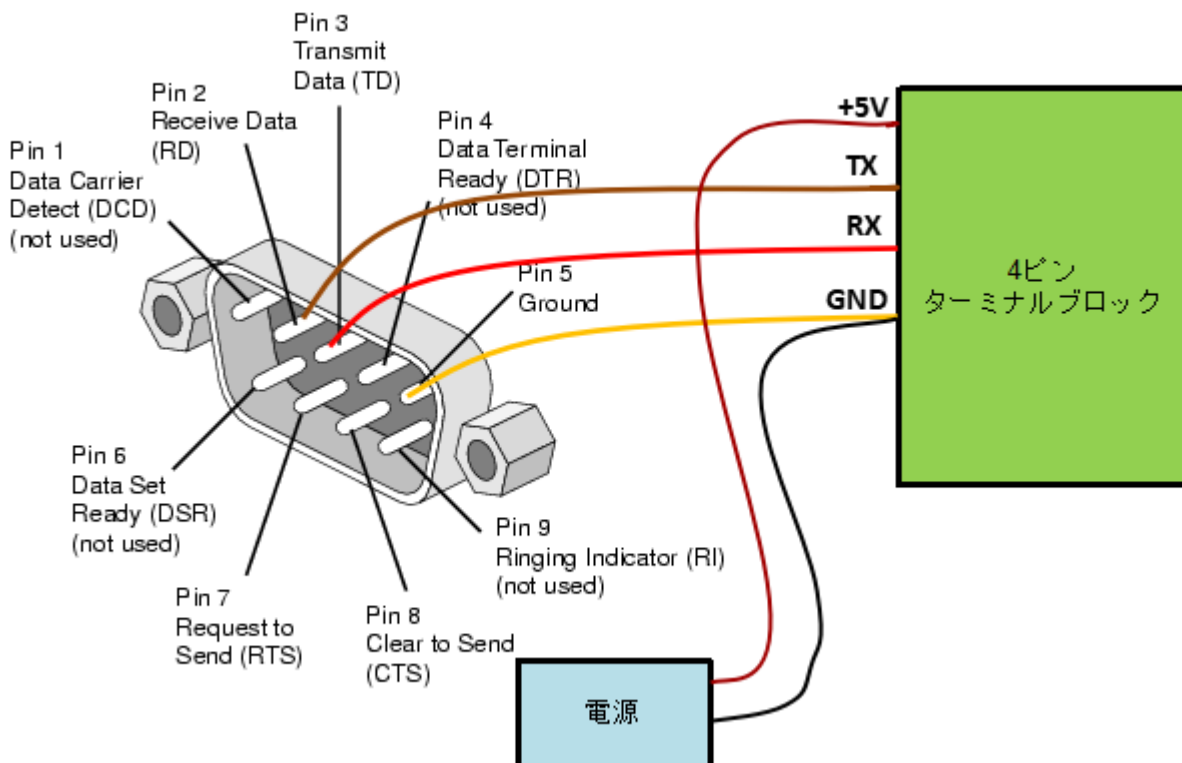 Pin 3
Transmit
Data (TD)
Pin 2
Receive Data
(RD)
Pin 4
Data Terminal
Ready (DTR)
(not used)
Pin 1
Data Carrier
Detect (DCD)
(not used)
Pin 5
Ground
+5V
TX
RX
GND
4ピン
ターミナルブロック
Pin 6
Data Set
Ready (DSR)
(not used)
Pin 9
Ringing Indicator (RI)
(not used)
Pin 7
Request to
Send (RTS)
Pin 8
Clear to Send
(CTS)
電源